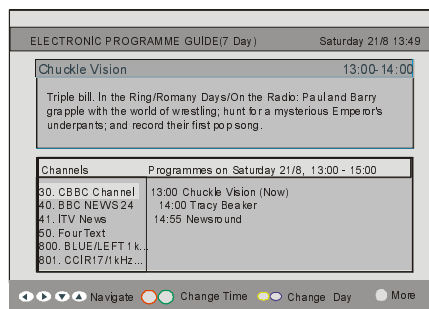 ELECTRONIC PROGRAMME GUIDE(7 Day) Saturday 21/8 13:49
Chuckle Vision 13:00-14:00
Triple bill. In the Ring/Romany Days/On the Radio: Paul and Barry
grapple with the world of wrestling; hunt for a mysterious Emperor's
underpants; and record their first pop song.
Channels Programmes on Saturday 21/8, 13:00 - 15:00
30. CBBC Channel 13:00 Chuckle Vision (Now)
40. BBC NEWS 24 14:00 Tracy Beaker
41. ITV News 14:55 Newsround
50. Four Text
800. BLUE/LEFT 1k...
801. CCIR17/1kHz...
Navigate Change Time Change Day More